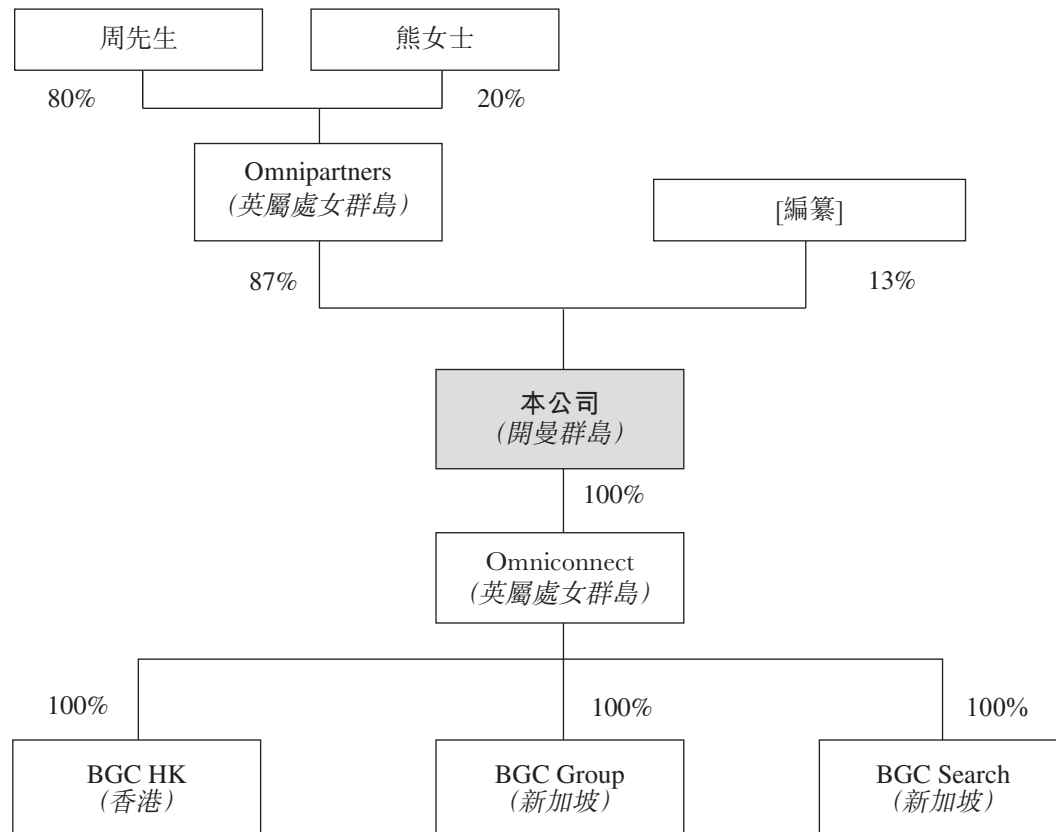 周先生
熊女士
80%
20%
Omnipartners
(英屬處女群島)
[編纂]
87%
13%
本公司
(開曼群島)
100%
Omniconnect
(英屬處女群島)
100%
100%
100%
BGC HK
(香港)
BGC Group
(新加坡)
BGC Search
(新加坡)